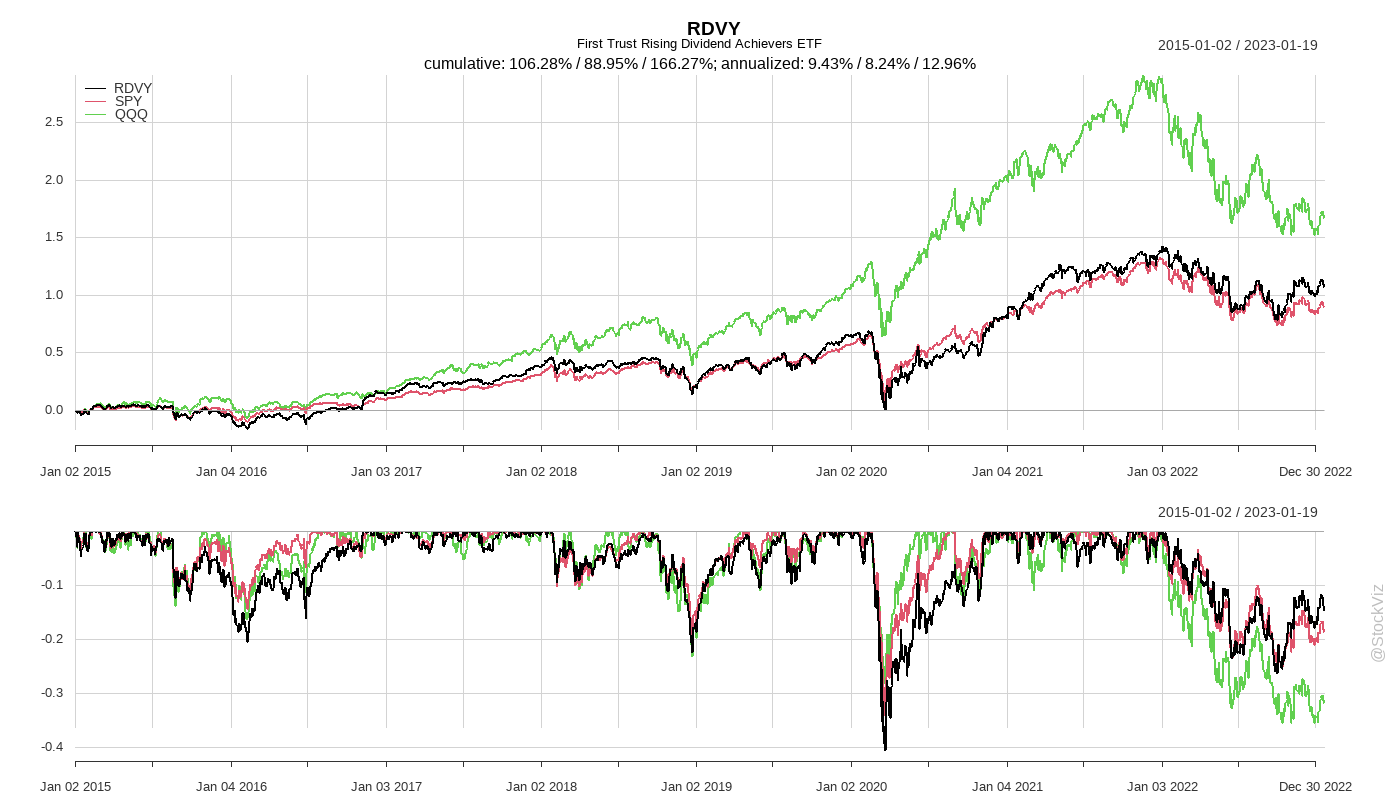 RDVY
First Trust Rising Dividend Achievers ETF
2015-01-02 / 2023-01-19
cumulative: 106.28% / 88.95% / 166.27%; annualized: 9.43% / 8.24% / 12.96%
RDVY
SPY
QQQ
2.5
2.0
1.5
1.0
0.5
0.0
Jan 02 2015 Jan 04 2016 Jan 03 2017 Jan 02 2018 Jan 02 2019 Jan 02 2020 Jan 04 2021 Jan 03 2022 Dec 30 2022
2015-01-02 / 2023-01-19
-0.1
-0.2
-0.3
-0.4
Jan 02 2015 Jan 04 2016 Jan 03 2017 Jan 02 2018 Jan 02 2019 Jan 02 2020 Jan 04 2021 Jan 03 2022 Dec 30 2022
@StockViz